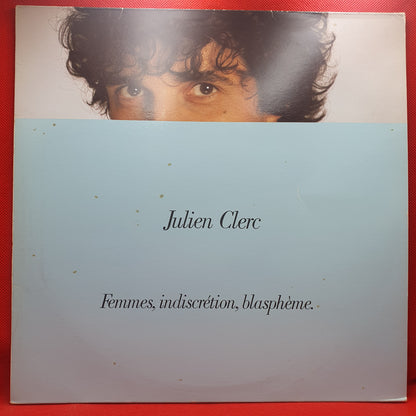 Julien Clerc
Femmes, indiscrétion, blasphème.